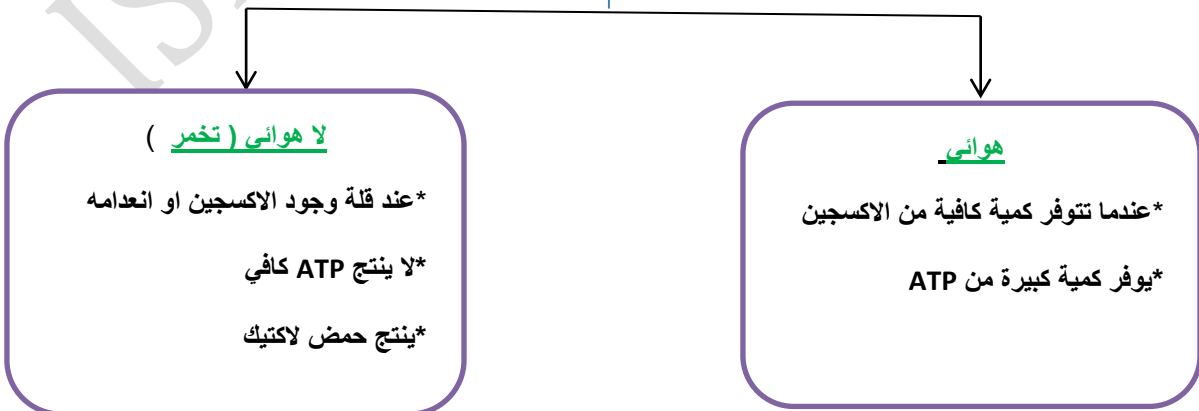 هوائي
*عندما تتوفر كمية كافية من الاكسجين
*يوفر كمية كبيرة من ATP
لا هوائي ( تخمر )
*عند قلة وجود الاكسجين او انعدامه
*لا ينتج ATP كافي
*ينتج حمض لاكتيك